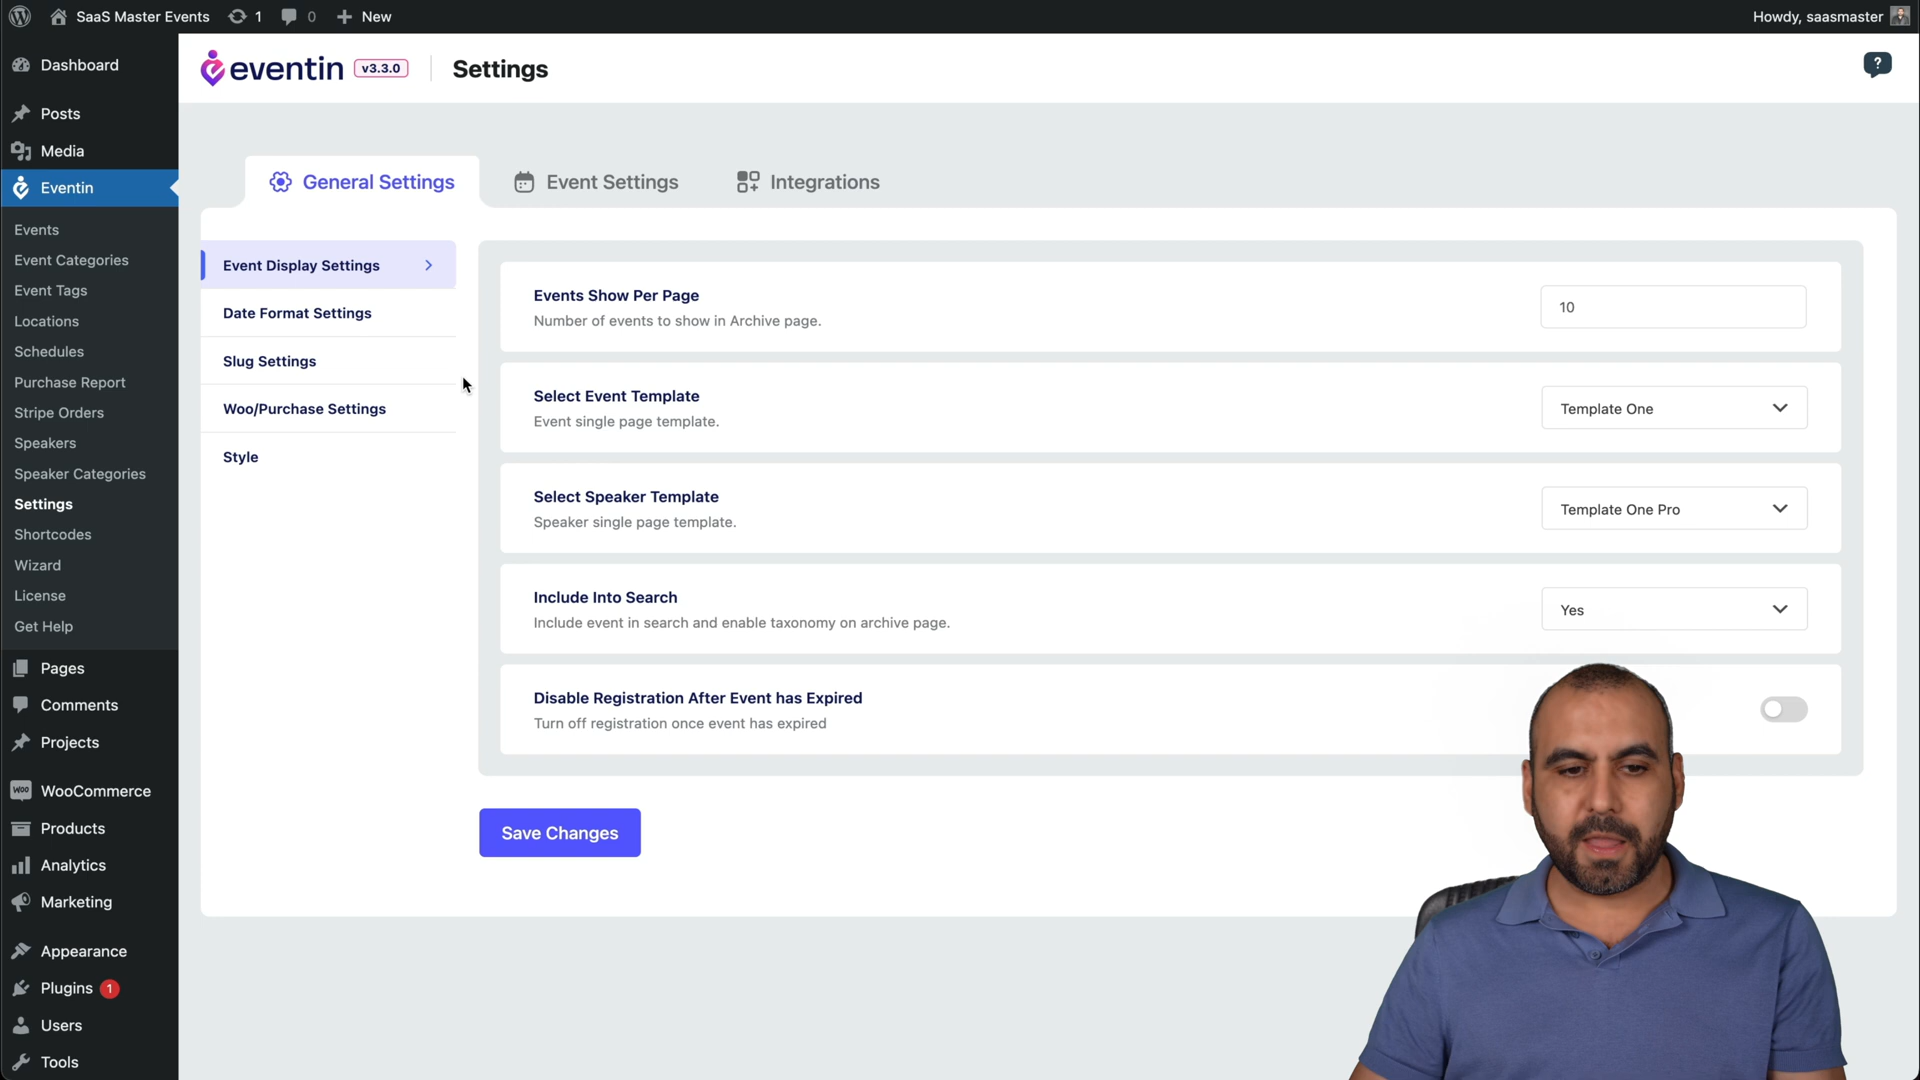 SaaS Master Events
1
0
New
Howdy, saasmaster
Dashboard
Posts
Media
Eventin
Events
Event Categories
Event Tags
Locations
Schedules
Purchase Report
Stripe Orders
Speakers
Speaker Categories
Settings
Shortcodes
Wizard
License
Get Help
Pages
Comments
Projects
WOO
WooCommerce
Products
Analytics
Marketing
Appearance
Plugins 1
Users
Tools
eventin v3.3.0
Settings
?
General Settings
Event Settings
Integrations
Event Display Settings
Date Format Settings
Slug Settings
Woo/Purchase Settings
Style
Events Show Per Page
Number of events to show in Archive page.
10
Select Event Template
Event single page template.
Template One
Select Speaker Template
Speaker single page template.
Template One Pro
Include Into Search
Include event in search and enable taxonomy on archive page.
Yes
Disable Registration After Event has Expired
Turn off registration once event has expired
Save Changes